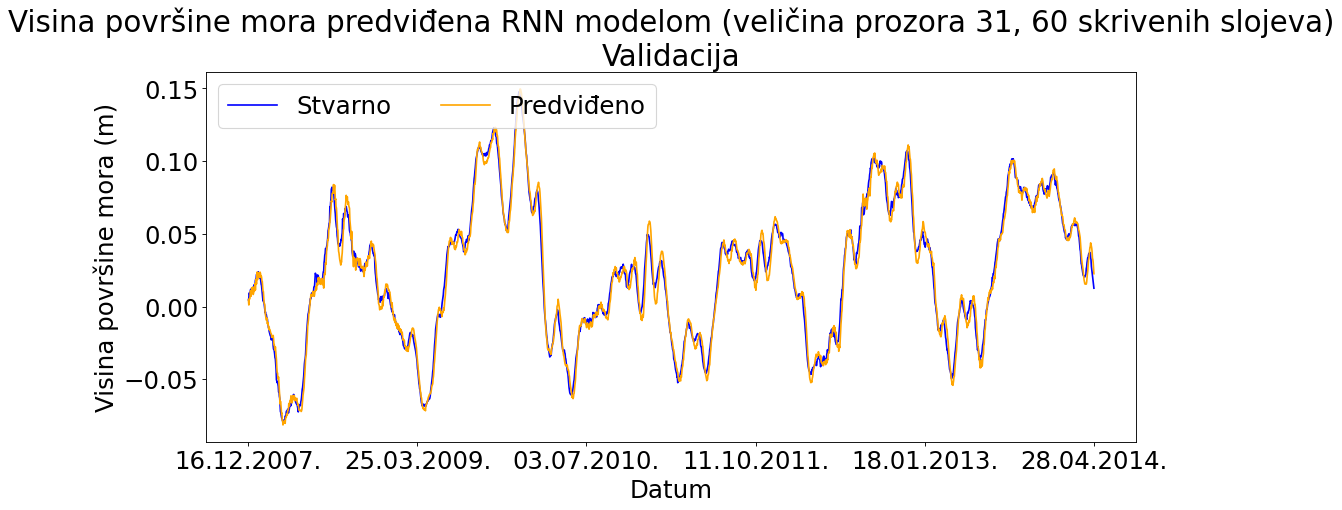 Visina površine mora predviđena RNN modelom (veličina prozora 31, 60 skrivenih slojeva)
Validacija
Stvarno
Predviđeno
Visina površine mora (m)
0.15
0.10
0.05
0.00
−0.05
16.12.2007.
25.03.2009.
03.07.2010.
11.10.2011.
18.01.2013.
28.04.2014.
Datum